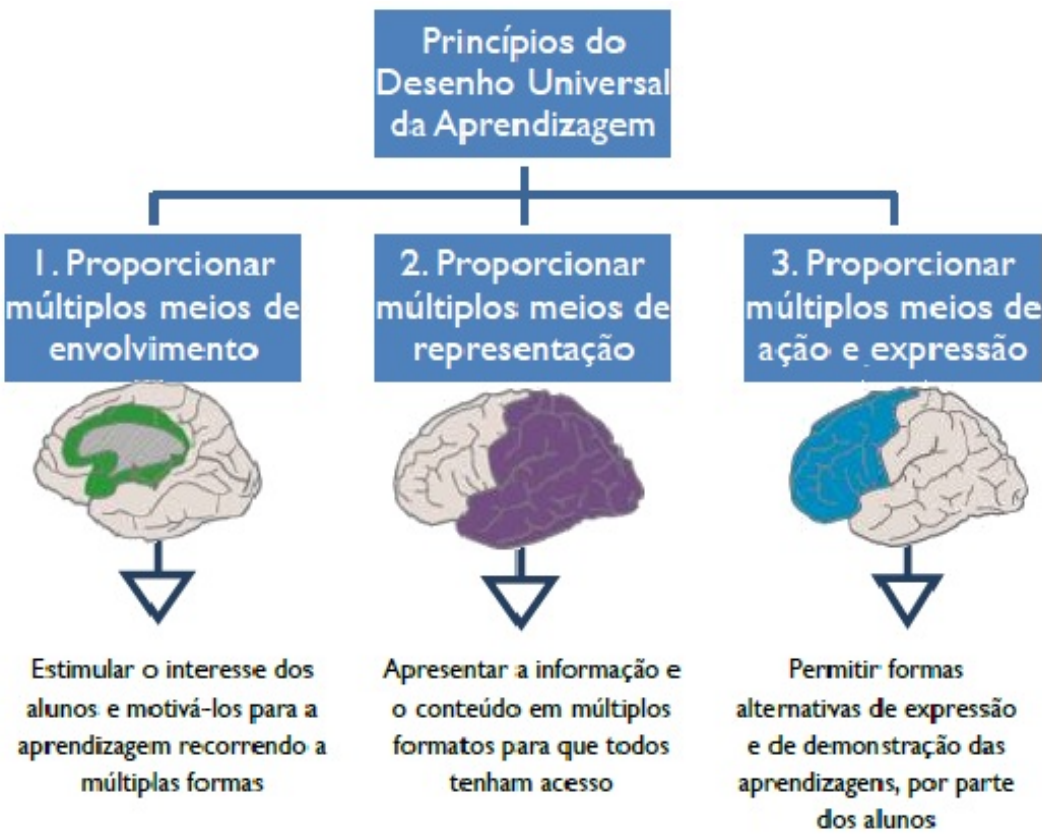 Princípios do
Desenho Universal
da Aprendizagem
1. Proporcionar
múltiplos meios de
envolvimento
2. Proporcionar
múltiplos meios de
representação
3. Proporcionar
múltiplos meios de
ação e expressão
Estimular o interesse dos
alunos e motivá-los para a
aprendizagem recorrendo a
múltiplas formas
Apresentar a informação e
o conteúdo em múltiplos
formatos para que todos
tenham acesso
Permitir formas
alternativas de expressão
e de demonstração das
aprendizagens, por parte
dos alunos